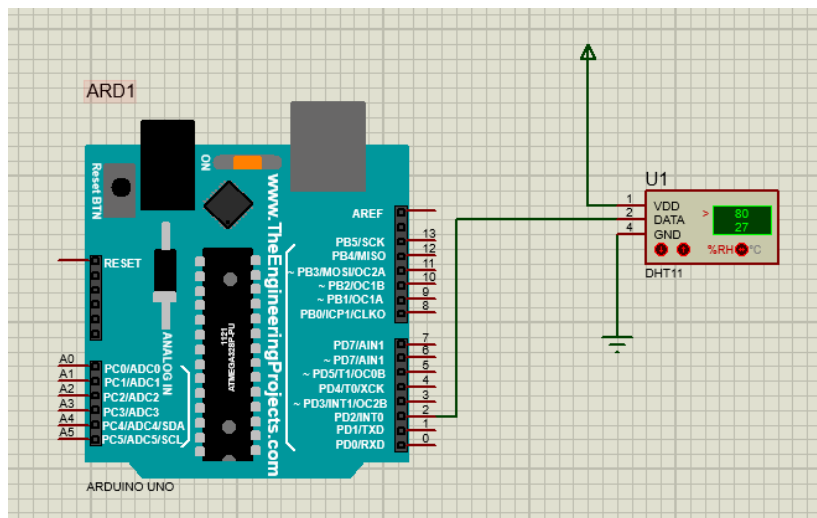 ARD1
Reset BTN
ON
www.TheEngineeringProjects.com
AREF
PB5/SCK 13
PB4/MISO 12
~ PB3/MOSI/OC2A 11
~ PB2/OC1B 10
~ PB1/OC1A 9
PB0/ICP1/CLKO 8
RESET
1121
ATMEGA328P-PU
ANALOG IN
PD7/AIN1 7
~ PD7/AIN1 6
~ PD5/T1/OC0B 5
PD4/T0/XCK 4
~ PD3/INT1/OC2B 3
PD2/INT0 2
PD1/TXD 1
PD0/RXD 0
A0 PC0/ADC0
A1 PC1/ADC1
A2 PC2/ADC2
A3 PC3/ADC3
A4 PC4/ADC4/SDA
A5 PC5/ADC5/SCL
ARDUINO UNO
U1
1 VDD
2 DATA
4 GND
> 80
27
%RH °C
DHT11